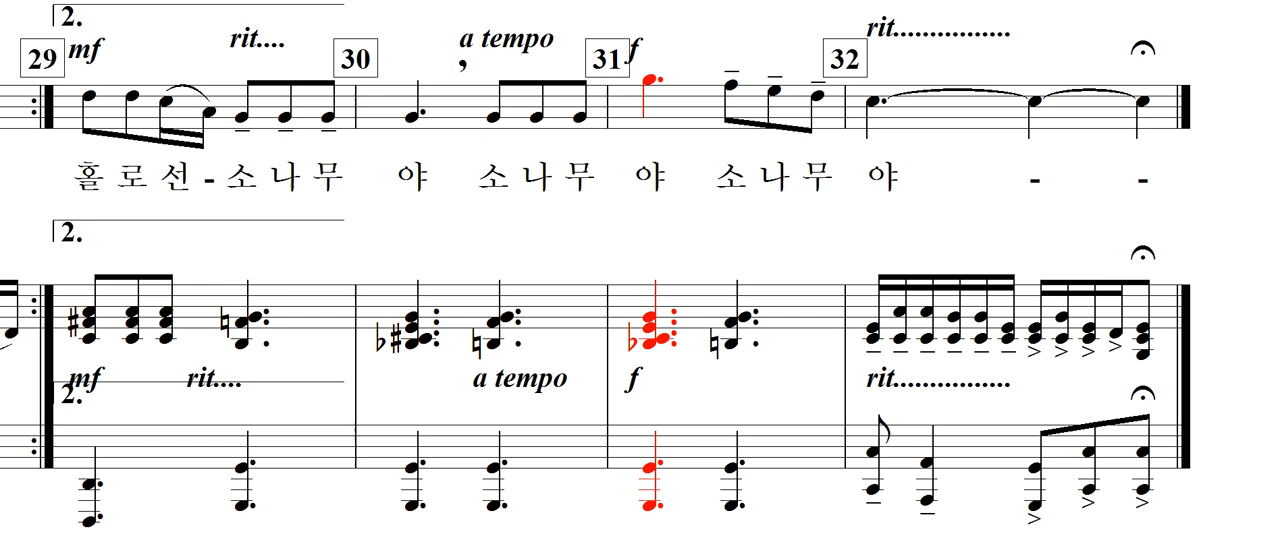 2.
mf rit.... a tempo f rit................
29 30 , 31 32
홀 로 선 - 소 나 무 야 소 나 무 야 소 나 무 야 - -
2.
mf rit.... a tempo f rit................
2.